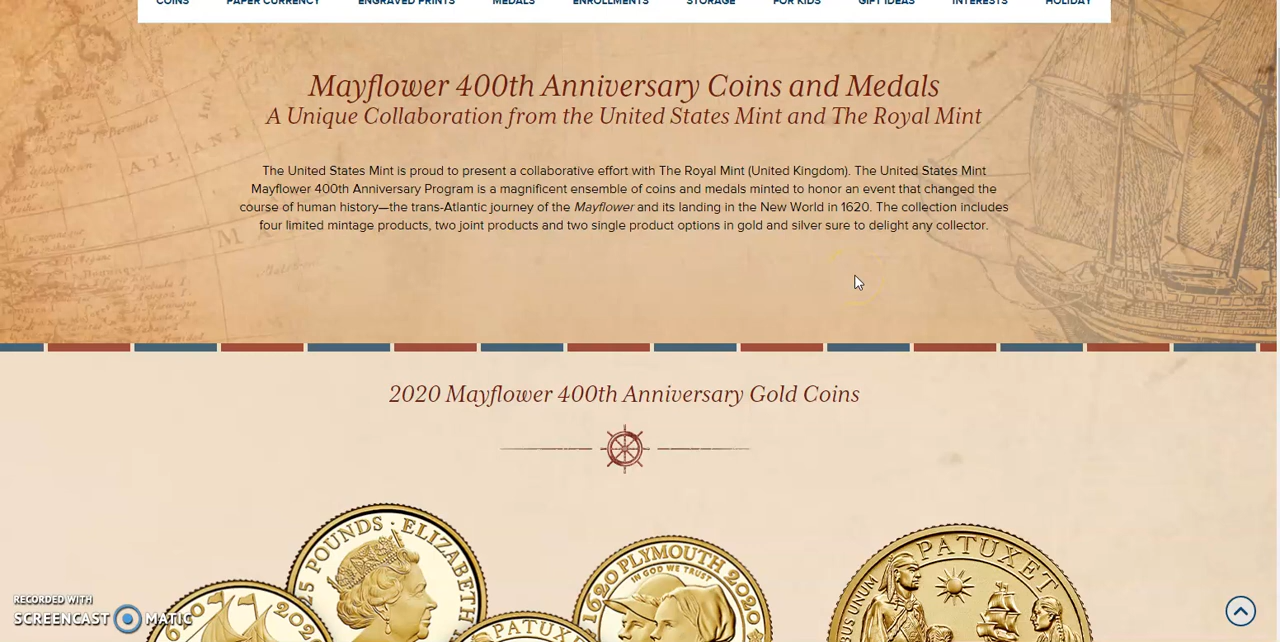 COINS PAPER CURRENCY ENGRAVED PRINTS MEDALS ENROLLMENTS STORAGE FOR KIDS GIFT IDEAS INTERESTS HOLIDAY
Mayflower 400th Anniversary Coins and Medals
A Unique Collaboration from the United States Mint and The Royal Mint
ATLANT
The United States Mint is proud to present a collaborative effort with The Royal Mint (United Kingdom). The United States Mint
Mayflower 400th Anniversary Program is a magnificent ensemble of coins and medals minted to honor an event that changed the
course of human history—the trans-Atlantic journey of the Mayflower and its landing in the New World in 1620. The collection includes
four limited mintage products, two joint products and two single product options in gold and silver sure to delight any collector.
2020 Mayflower 400th Anniversary Gold Coins
25 POUNDS · ELIZABETH
1620 PLYMOUTH 2020
IN GOD WE TRUST
PATUXET
PATUXET
RECORDED WITH
SCREENCAST MATIC